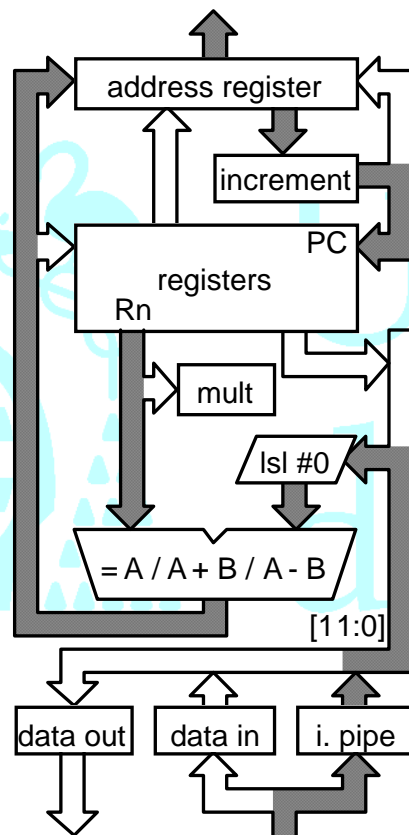 address register
increment
PC
registers
Rn
mult
lsl #0
= A / A + B / A - B
[11:0]
data out
data in
i. pipe